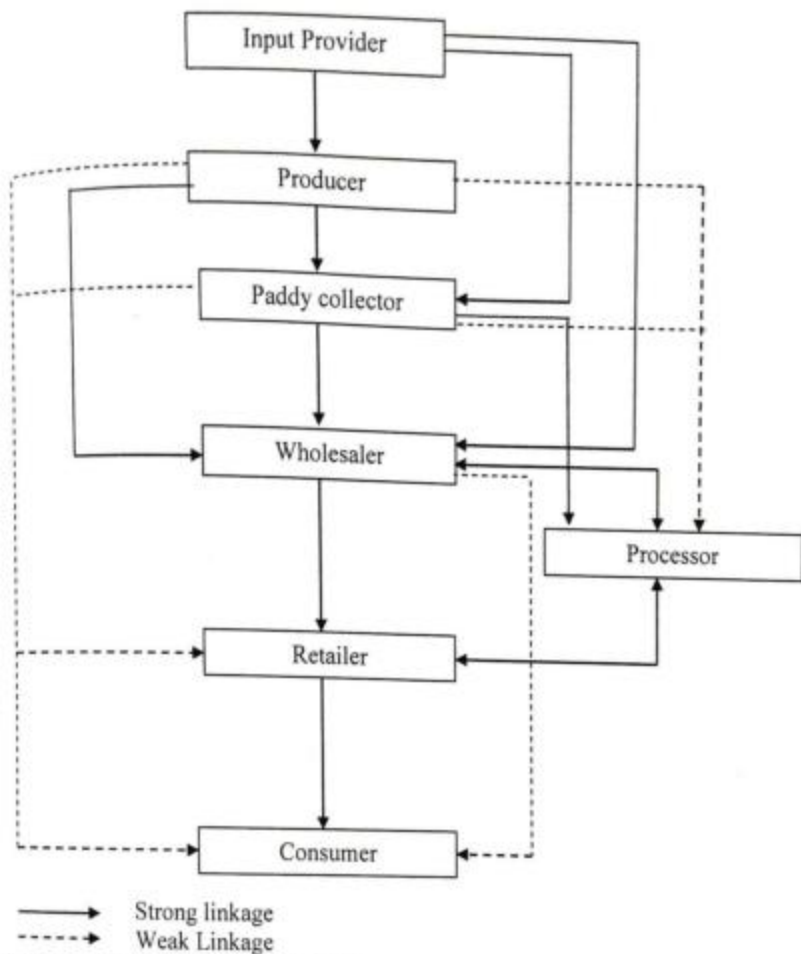 Input Provider
Producer
Paddy collector
Wholesaler
Processor
Retailer
Consumer
Strong linkage
Weak Linkage